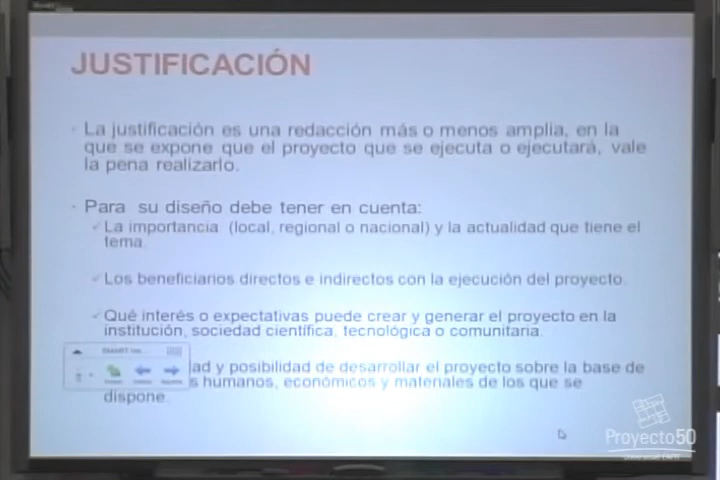 JUSTIFICACIÓN
La justificación es una redacción más o menos amplia, en la
que se expone que el proyecto que se ejecuta o ejecutará, vale
la pena realizarlo.
Para su diseño debe tener en cuenta:
La importancia (local, regional o nacional) y la actualidad que tiene el
tema.
Los beneficiarios directos e indirectos con la ejecución del proyecto.
Qué interés o expectativas puede crear y generar el proyecto en la
institución, sociedad científica, tecnológica o comunitaria.
ad y posibilidad de desarrollar el proyecto sobre la base de
s humanos, económicos y materiales de los que se
dispone.
Proyecto50